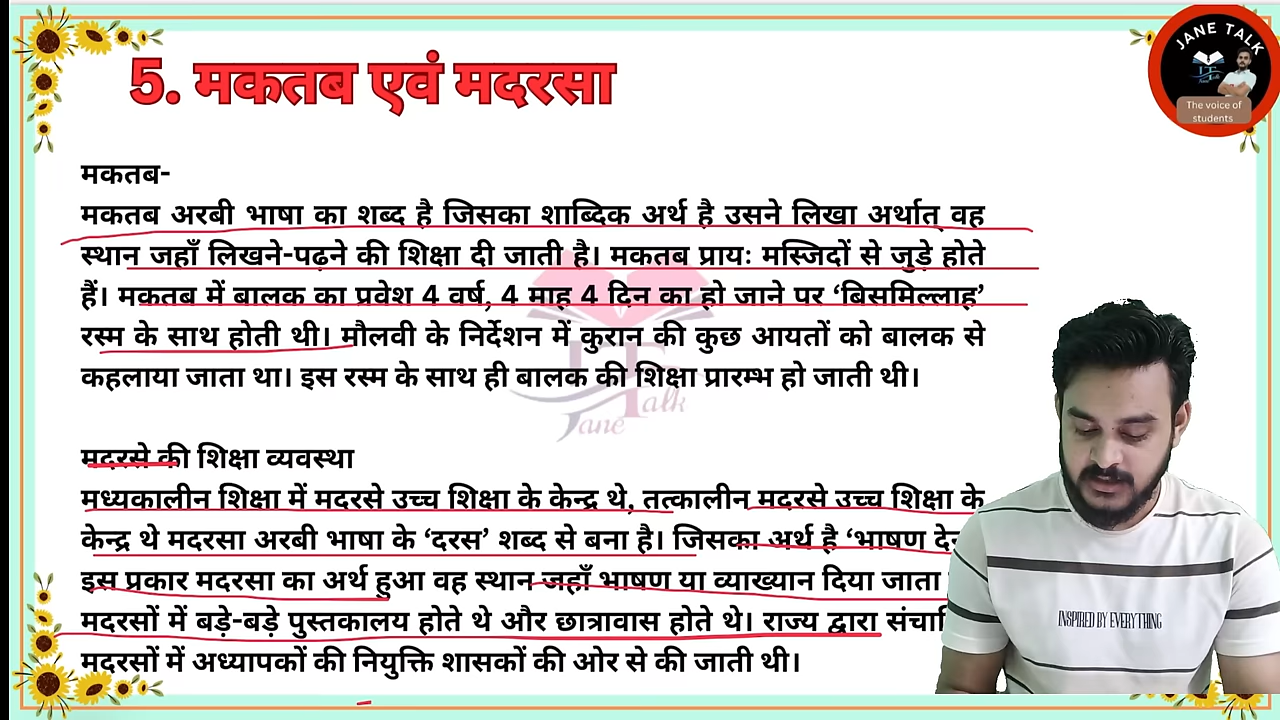 5. मकतब एवं मदरसा
JANE TALK
The voice of
students
मकतब-
मकतब अरबी भाषा का शब्द है जिसका शाब्दिक अर्थ है उसने लिखा अर्थात् वह
स्थान जहाँ लिखने-पढ़ने की शिक्षा दी जाती है। मकतब प्रायः मस्जिदों से जुड़े होते
हैं। मकतब में बालक का प्रवेश 4 वर्ष, 4 माह 4 दिन का हो जाने पर ‘बिसमिल्लाह’
रस्म के साथ होती थी। मौलवी के निर्देशन में कुरान की कुछ आयतों को बालक से
कहलाया जाता था। इस रस्म के साथ ही बालक की शिक्षा प्रारम्भ हो जाती थी।
Jane Talk
मदरसे की शिक्षा व्यवस्था
मध्यकालीन शिक्षा में मदरसे उच्च शिक्षा के केन्द्र थे, तत्कालीन मदरसे उच्च शिक्षा के
केन्द्र थे मदरसा अरबी भाषा के ‘दरस’ शब्द से बना है। जिसका अर्थ है ‘भाषण
इस प्रकार मदरसा का अर्थ हुआ वह स्थान जहाँ भाषण या व्याख्यान दिया जाता
मदरसों में बड़े-बड़े पुस्तकालय होते थे और छात्रावास होते थे। राज्य द्वारा
मदरसों में अध्यापकों की नियुक्ति शासकों की ओर से की जाती थी।
INSPIRED BY EVERYTHING